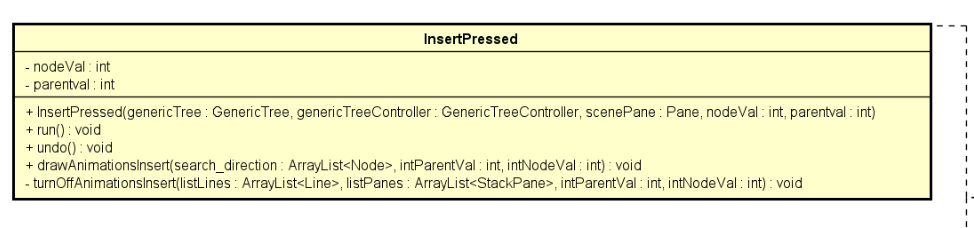 InsertPressed
- nodeVal : int
- parentval : int
+ InsertPressed(genericTree : GenericTree, genericTreeController : GenericTreeController, scenePane : Pane, nodeVal : int, parentval : int)
+ run() : void
+ undo() : void
+ drawAnimationsInsert(search_direction : ArrayList<Node>, intParentVal : int, intNodeVal : int) : void
- turnOffAnimationsInsert(listLines : ArrayList<Line>, listPanes : ArrayList<StackPane>, intParentVal : int, intNodeVal : int) : void